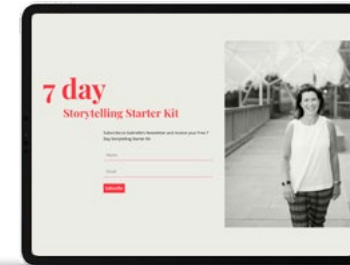 7 day
Storytelling Starter Kit
Subscribe to Gabrielle's Newsletter and receive your Free 7
Day Storytelling Starter Kit
Name
Email
Subscribe